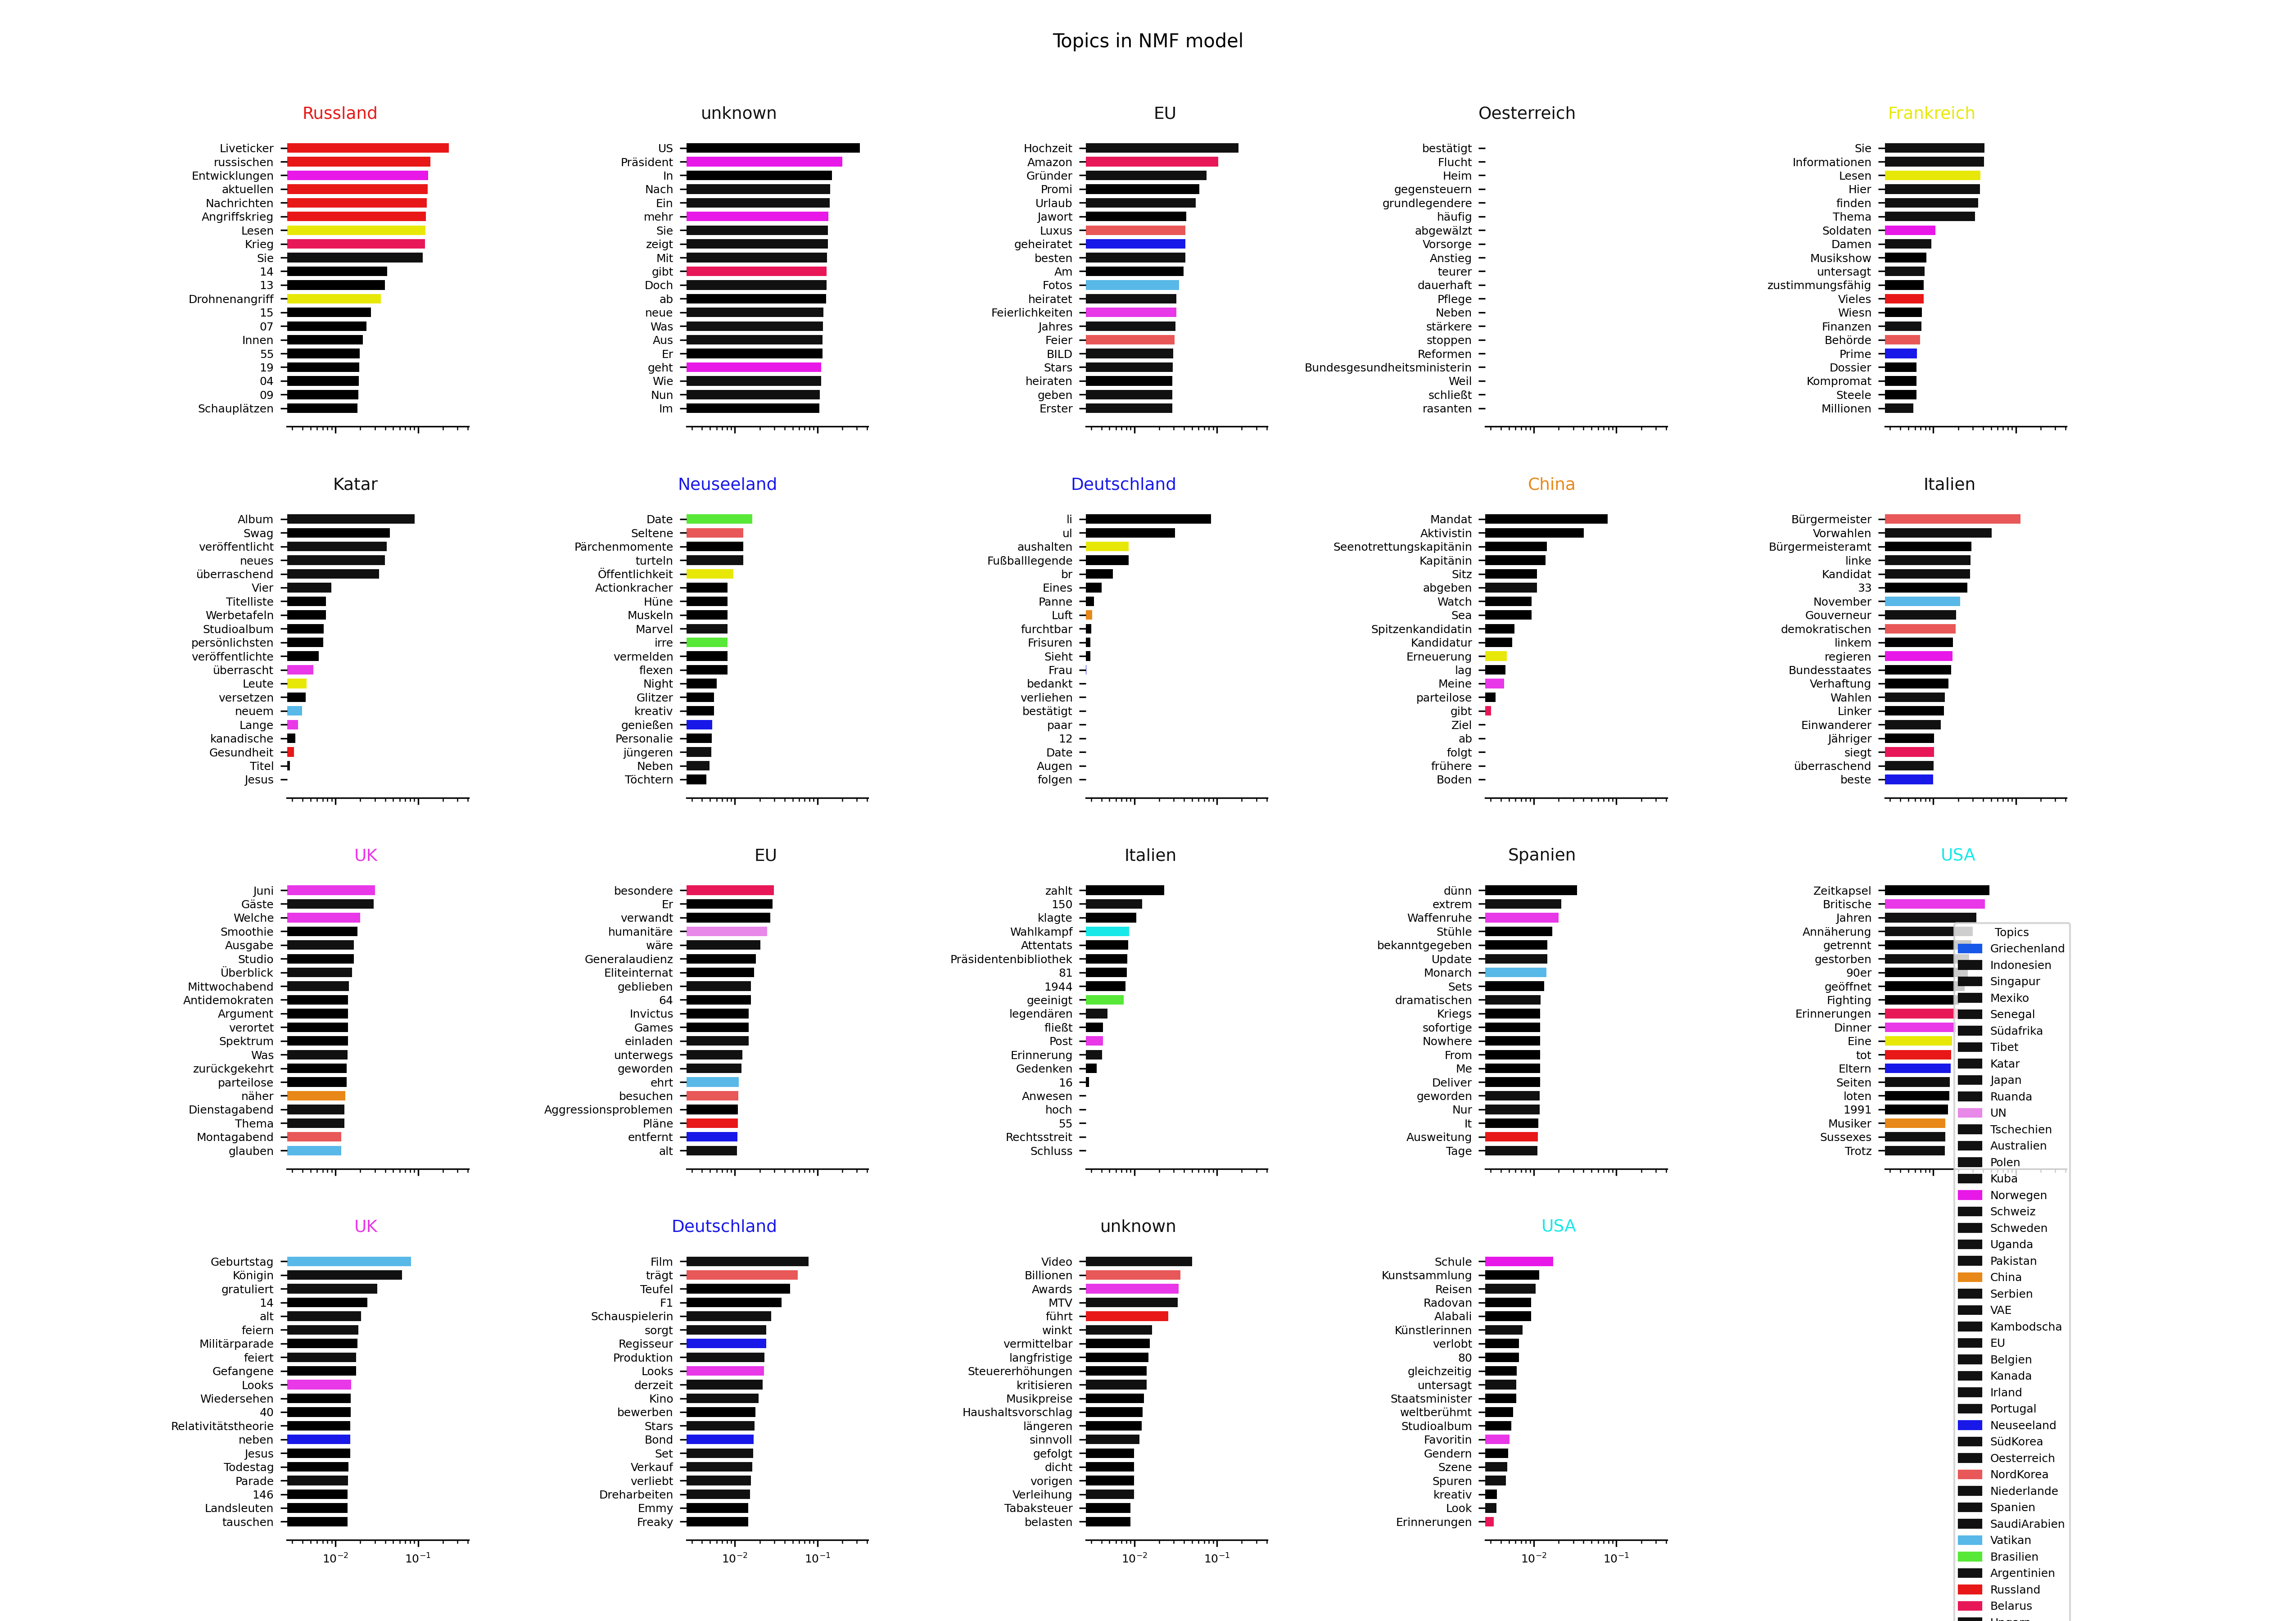 Topics in NMF model
Russland
Liveticker
russischen
Entwicklungen
aktuellen
Nachrichten
Angriffskrieg
Lesen
Krieg
Sie
14
13
Drohnenangriff
15
07
Innen
55
19
04
09
Schauplätzen
unknown
US
Präsident
In
Nach
Ein
mehr
Sie
zeigt
Mit
gibt
Doch
ab
neue
Was
Aus
Er
geht
Wie
Nun
Im
EU
Hochzeit
Amazon
Gründer
Promi
Urlaub
Jawort
Luxus
geheiratet
besten
Am
Fotos
heiratet
Feierlichkeiten
Jahres
Feier
BILD
Stars
heiraten
geben
Erster
Oesterreich
bestätigt
Flucht
Heim
gegensteuern
grundlegendere
häufig
abgewälzt
Vorsorge
Anstieg
teurer
dauerhaft
Pflege
Neben
stärkere
stoppen
Reformen
Bundesgesundheitsministerin
Weil
schließt
rasanten
Frankreich
Sie
Informationen
Lesen
Hier
finden
Thema
Soldaten
Damen
Musikshow
untersagt
zustimmungsfähig
Vieles
Wiesn
Finanzen
Behörde
Prime
Dossier
Kompromat
Steele
Millionen
Katar
Album
Swag
veröffentlicht
neues
überraschend
Vier
Titelliste
Werbetafeln
Studioalbum
persönlichsten
veröffentlichte
überrascht
Leute
versetzen
neuem
Lange
kanadische
Gesundheit
Titel
Jesus
Neuseeland
Date
Seltene
Pärchenmomente
turteln
Öffentlichkeit
Actionkracher
Hüne
Muskeln
Marvel
irre
vermelden
flexen
Night
Glitzer
kreativ
genießen
Personalie
jüngeren
Neben
Töchtern
Deutschland
li
ul
aushalten
Fußballlegende
br
Eines
Panne
Luft
furchtbar
Frisuren
Sieht
Frau
bedankt
verliehen
bestätigt
paar
12
Date
Augen
folgen
China
Mandat
Aktivistin
Seenotrettungskapitänin
Kapitänin
Sitz
abgeben
Watch
Sea
Spitzenkandidatin
Kandidatur
Erneuerung
lag
Meine
parteilose
gibt
Ziel
ab
folgt
frühere
Boden
Italien
Bürgermeister
Vorwahlen
Bürgermeisteramt
linke
Kandidat
33
November
Gouverneur
demokratischen
linkem
regieren
Bundesstaates
Verhaftung
Wahlen
Linker
Einwanderer
Jähriger
siegt
überraschend
beste
UK
Juni
Gäste
Welche
Smoothie
Ausgabe
Studio
Überblick
Mittwochabend
Antidemokraten
Argument
verortet
Spektrum
Was
zurückgekehrt
parteilose
näher
Dienstagabend
Thema
Montagabend
glauben
EU
besondere
Er
verwandt
humanitäre
wäre
Generalaudienz
Eliteinternat
geblieben
64
Invictus
Games
einladen
unterwegs
geworden
ehrt
besuchen
Aggressionsproblemen
Pläne
entfernt
alt
Italien
zahlt
150
klagte
Wahlkampf
Attentats
Präsidentenbibliothek
81
1944
geeinigt
legendären
fließt
Post
Erinnerung
Gedenken
16
Anwesen
hoch
55
Rechtsstreit
Schluss
Spanien
dünn
extrem
Waffenruhe
Stühle
bekanntgegeben
Update
Monarch
Sets
dramatischen
Kriegs
sofortige
Nowhere
From
Me
Deliver
geworden
Nur
It
Ausweitung
Tage
USA
Zeitkapsel
Britische
Jahren
Annäherung
getrennt
gestorben
90er
geöffnet
Fighting
Erinnerungen
Dinner
Eine
tot
Eltern
Seiten
loten
1991
Musiker
Sussexes
Trotz
UK
Geburtstag
Königin
gratuliert
14
alt
feiern
Militärparade
feiert
Gefangene
Looks
Wiedersehen
40
Relativitätstheorie
neben
Jesus
Todestag
Parade
146
Landsleuten
tauschen
10⁻² 10⁻¹
Deutschland
Film
trägt
Teufel
F1
Schauspielerin
sorgt
Regisseur
Produktion
Looks
derzeit
Kino
bewerben
Stars
Bond
Set
Verkauf
verliebt
Dreharbeiten
Emmy
Freaky
10⁻² 10⁻¹
unknown
Video
Billionen
Awards
MTV
führt
winkt
vermittelbar
langfristige
Steuererhöhungen
kritisieren
Musikpreise
Haushaltsvorschlag
längeren
sinnvoll
gefolgt
dicht
vorigen
Verleihung
Tabaksteuer
belasten
10⁻² 10⁻¹
USA
Schule
Kunstsammlung
Reisen
Radovan
Alabali
Künstlerinnen
verlobt
80
gleichzeitig
untersagt
Staatsminister
weltberühmt
Studioalbum
Favoritin
Gendern
Szene
Spuren
kreativ
Look
Erinnerungen
10⁻² 10⁻¹
Topics
Griechenland
Indonesien
Singapur
Mexiko
Senegal
Südafrika
Tibet
Katar
Japan
Ruanda
UN
Tschechien
Australien
Polen
Kuba
Norwegen
Schweiz
Schweden
Uganda
Pakistan
China
Serbien
VAE
Kambodscha
EU
Belgien
Kanada
Irland
Portugal
Neuseeland
SüdKorea
Oesterreich
NordKorea
Niederlande
Spanien
SaudiArabien
Vatikan
Brasilien
Argentinien
Russland
Belarus